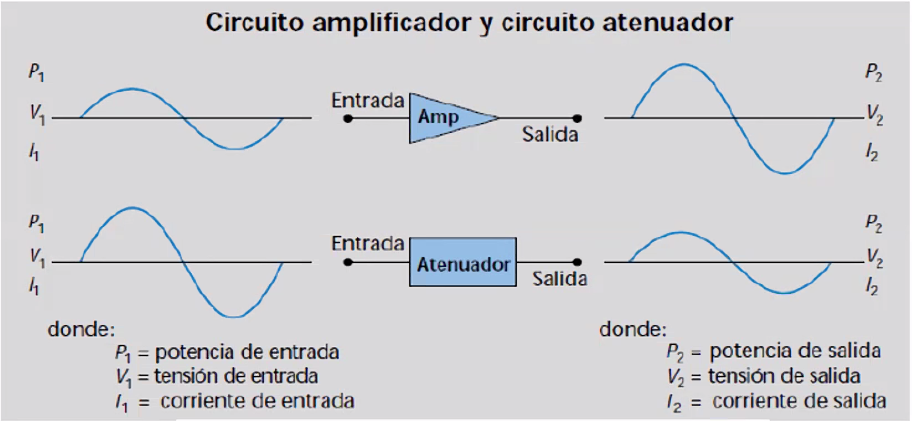 Circuito amplificador y circuito atenuador
P₁
V₁
I₁
Entrada
Amp
Salida
P₂
V₂
I₂
P₁
V₁
I₁
Entrada
Atenuador
Salida
P₂
V₂
I₂
donde:
P₁ = potencia de entrada
V₁ = tensión de entrada
I₁ = corriente de entrada
donde:
P₂ = potencia de salida
V₂ = tensión de salida
I₂ = corriente de salida